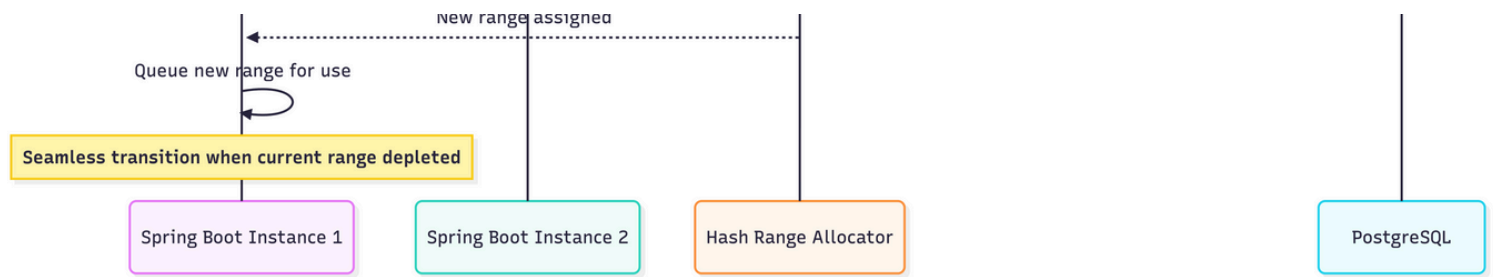 New range assigned
Queue new range for use
Seamless transition when current range depleted
Spring Boot Instance 1
Spring Boot Instance 2
Hash Range Allocator
PostgreSQL